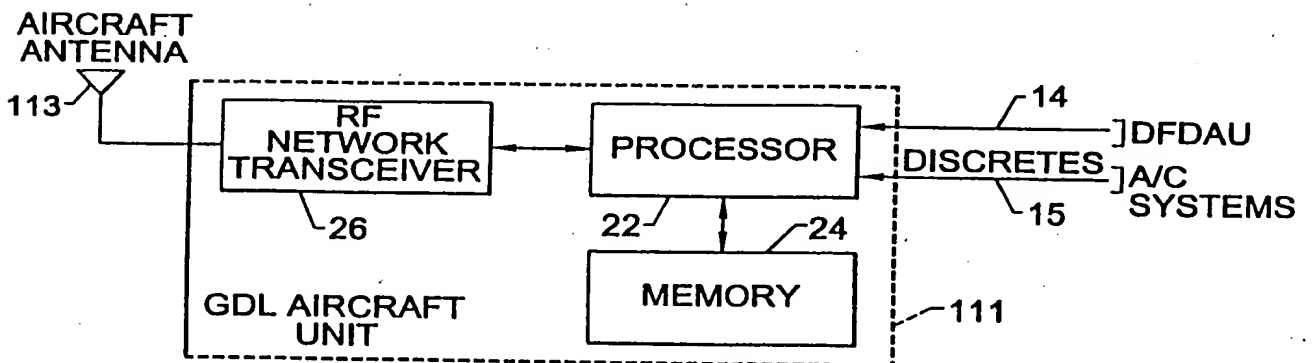 AIRCRAFT
ANTENNA
113
RF
NETWORK
TRANSCEIVER
26
PROCESSOR
22
24
MEMORY
GDL AIRCRAFT
UNIT
14
DFDAU
DISCRETES
A/C
SYSTEMS
15
111